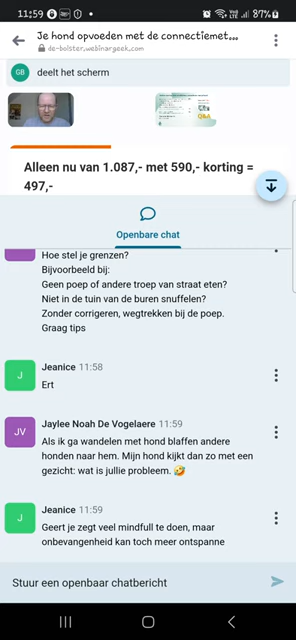 11:59
87%
Je hond opvoeden met de connectiemet...
de-bolster.webinargeek.com
GB deelt het scherm
Q&A
Alleen nu van 1.087,- met 590,- korting =
497,-
Openbare chat
Hoe stel je grenzen?
Bijvoorbeeld bij:
Geen poep of andere troep van straat eten?
Niet in de tuin van de buren snuffelen?
Zonder corrigeren, wegtrekken bij de poep.
Graag tips
J Jeanice 11:58
Ert
JV Jaylee Noah De Vogelaere 11:59
Als ik ga wandelen met hond blaffen andere
honden naar hem. Mijn hond kijkt dan zo met een
gezicht: wat is jullie probleem. 🤣
J Jeanice 11:59
Geert je zegt veel mindfull te doen, maar
onbevangenheid kan toch meer ontspanne
Stuur een openbaar chatbericht